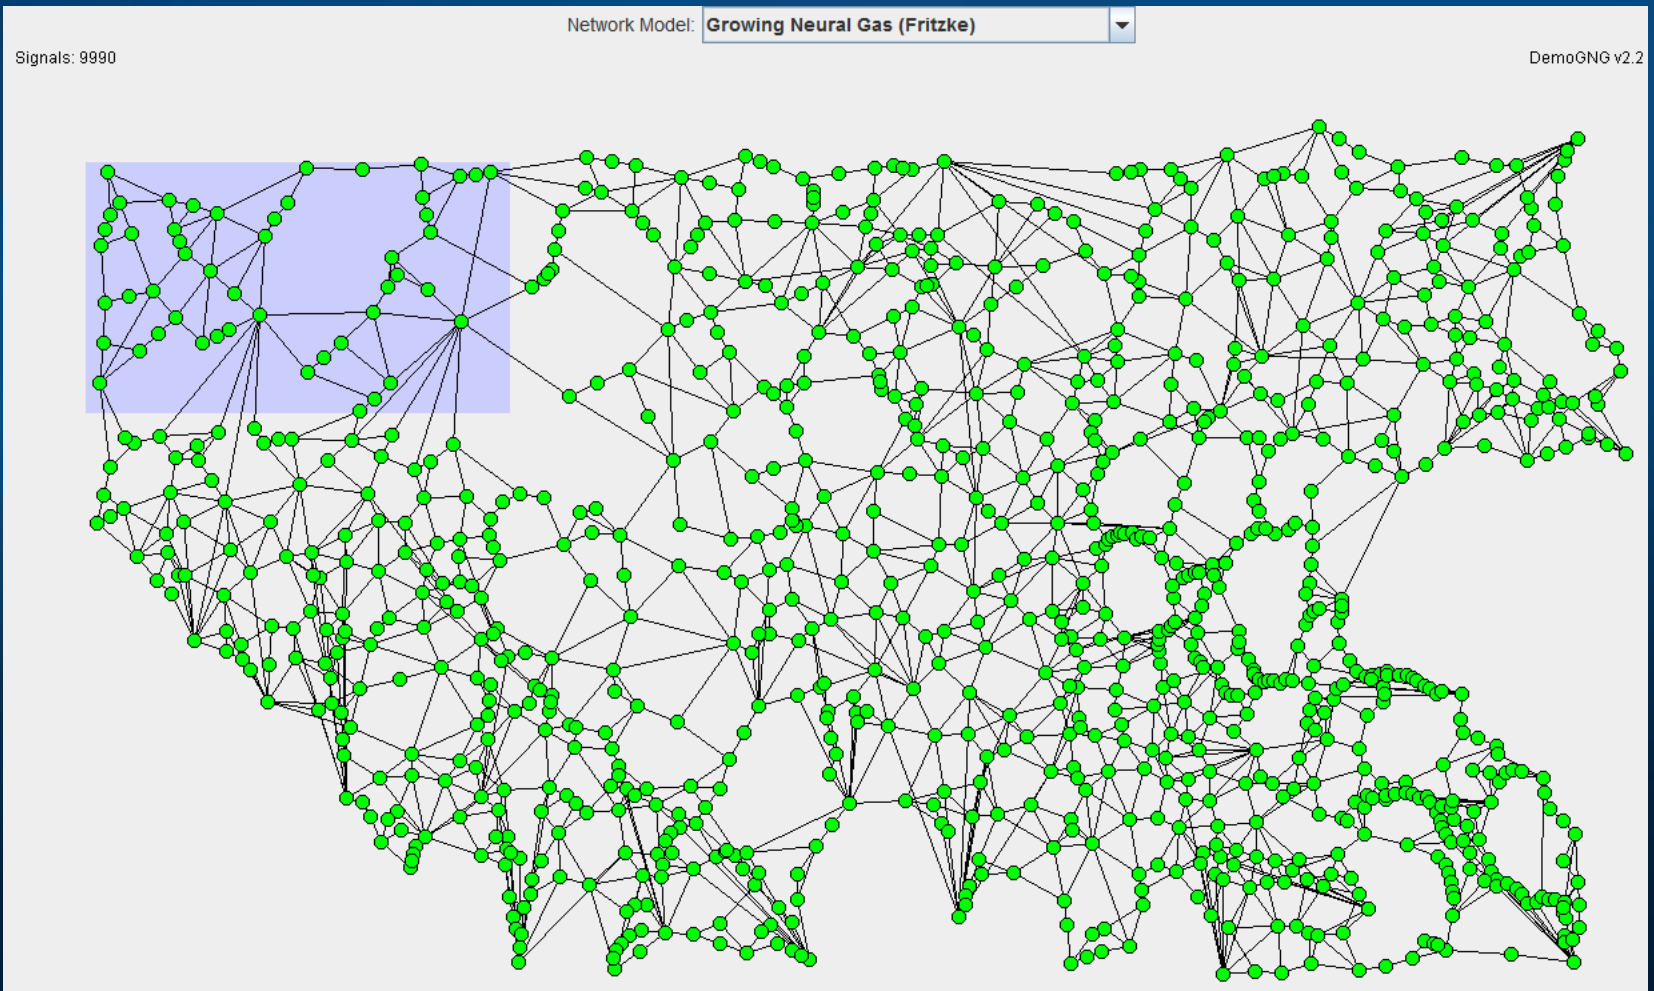 Network Model: Growing Neural Gas (Fritzke)
Signals: 9990
DemoGNG v2.2